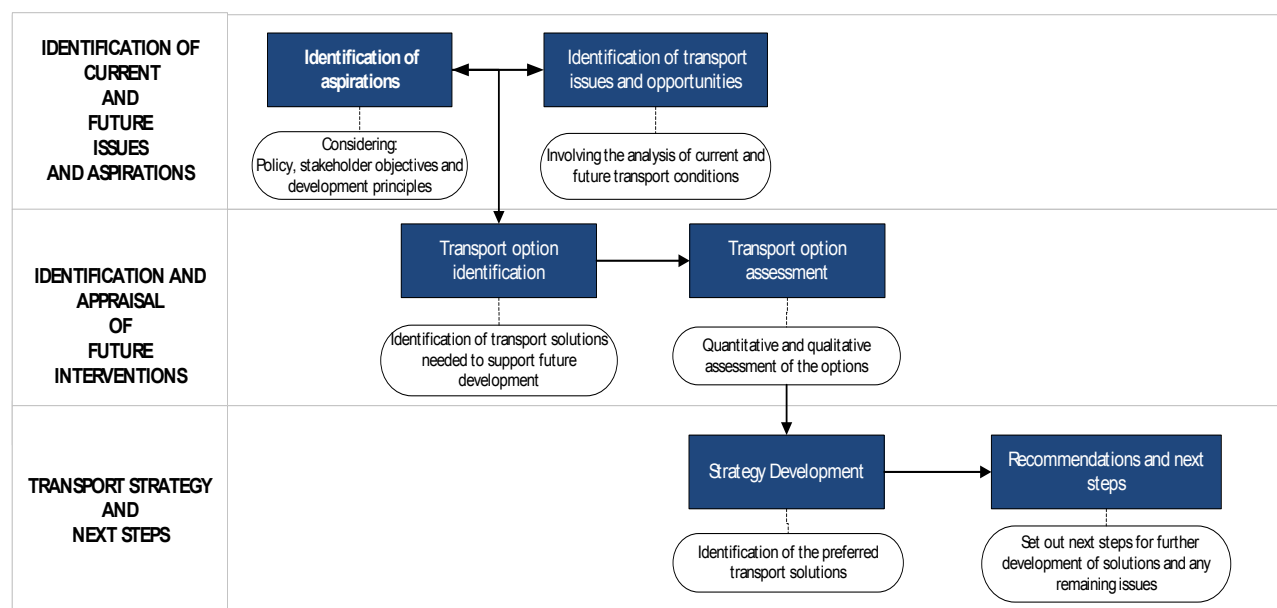 IDENTIFICATION OF
CURRENT
AND
FUTURE
ISSUES
AND ASPIRATIONS
Identification of
aspirations
Identification of transport
issues and opportunities
Considering:
Policy, stakeholder objectives and
development principles
Involving the analysis of current and
future transport conditions
IDENTIFICATION AND
APPRAISAL
OF
FUTURE
INTERVENTIONS
Transport option
identification
Transport option
assessment
Identification of transport solutions
needed to support future
development
Quantitative and qualitative
assessment of the options
TRANSPORT STRATEGY
AND
NEXT STEPS
Strategy Development
Recommendations and next
steps
Identification of the preferred
transport solutions
Set out next steps for further
development of solutions and any
remaining issues